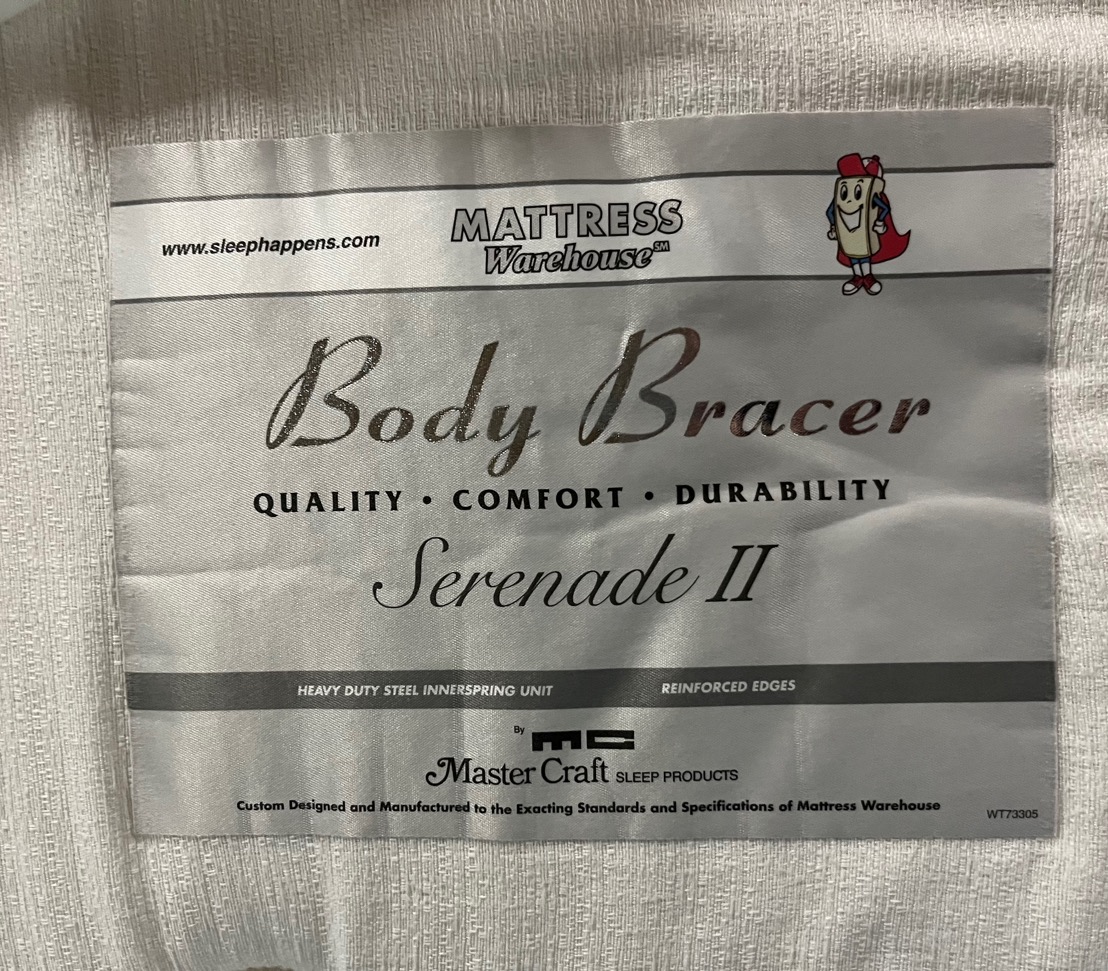 www.sleephappens.com
MATTRESS
Warehouse℠
Body Bracer
QUALITY • COMFORT • DURABILITY
Serenade II
HEAVY DUTY STEEL INNERSPRING UNIT REINFORCED EDGES
By mc
Master Craft SLEEP PRODUCTS
Custom Designed and Manufactured to the Exacting Standards and Specifications of Mattress Warehouse
WT73305